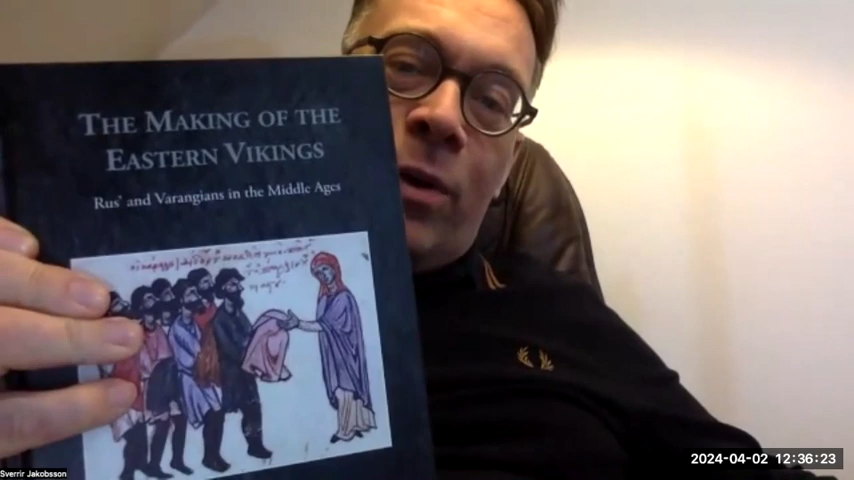 THE MAKING OF THE
EASTERN VIKINGS
Rus' and Varangians in the Middle Ages
Sverrir Jakobsson
2024-04-02 12:36:23